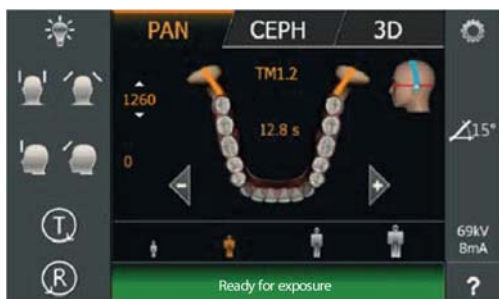 PAN
CEPH
3D
TM1.2
1260
12.8 s
15°
0
-
+
69kV
8mA
T
R
Ready for exposure
?